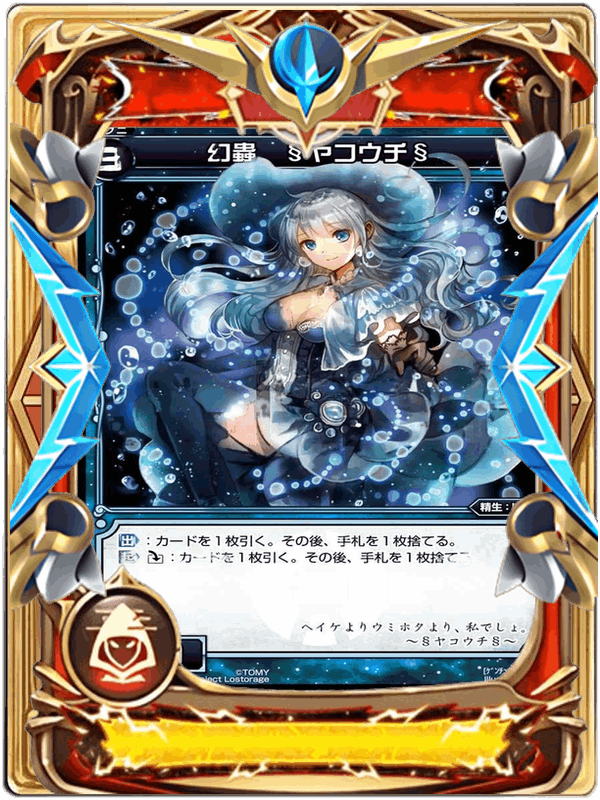 幻蟲　§ヤコウチ§
精生：
出：カードを１枚引く。その後、手札を１枚捨てる。
：カードを１枚引く。その後、手札を１枚捨て
ヘイケよりウミホタより、私でしょ。
～§ヤコウチ§～
©TOMY
ject Lostorage